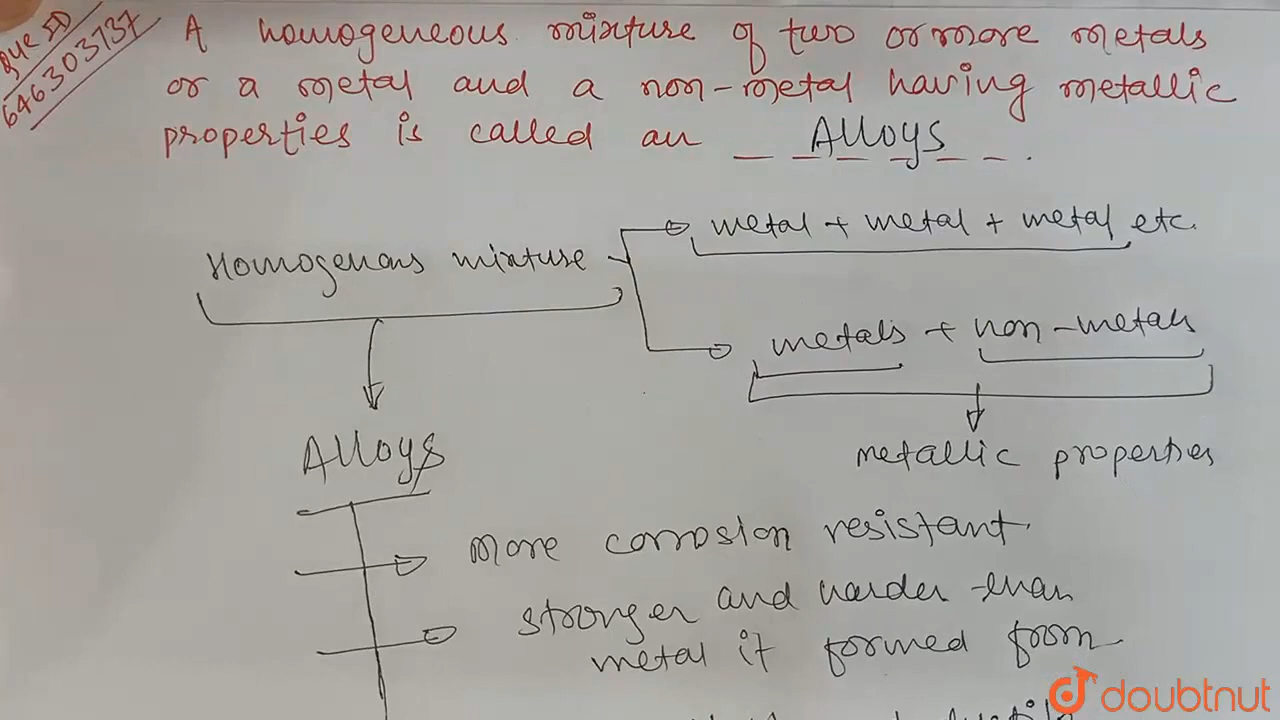 Que ID
646303737
A homogeneous mixture of two or more metals
or a metal and a non-metal having metallic
properties is called an Alloys.
Homogenous mixture
metal + metal + metal etc.
metals + non-metals
metallic properties
Alloys
More corrosion resistant.
stronger and harder than
metal it formed from
doubtnut